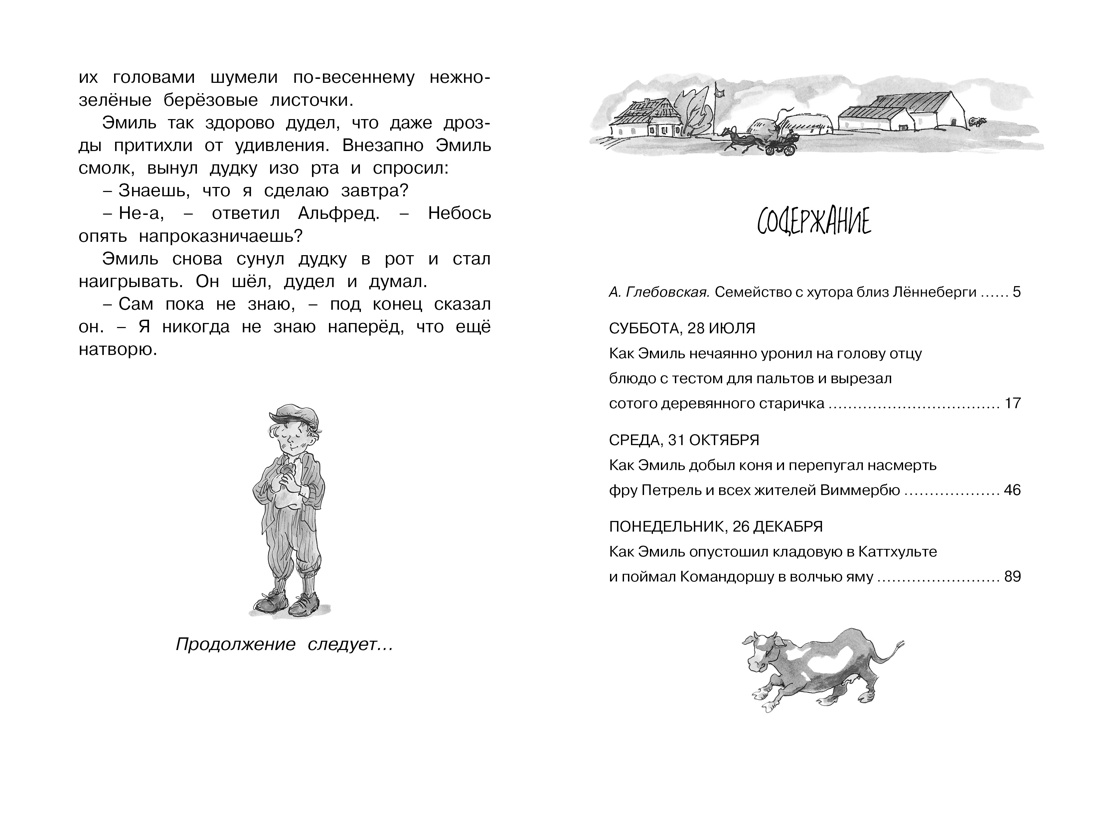 их головами шумели по-весеннему нежно-
зелёные берёзовые листочки.
Эмиль так здорово дудел, что даже дроз-
ды притихли от удивления. Внезапно Эмиль
смолк, вынул дудку изо рта и спросил:
– Знаешь, что я сделаю завтра?
– Не-а, – ответил Альфред. – Небось
опять напроказничаешь?
Эмиль снова сунул дудку в рот и стал
наигрывать. Он шёл, дудел и думал.
– Сам пока не знаю, – под конец сказал
он. – Я никогда не знаю наперёд, что ещё
натворю.
Продолжение следует...
СОДЕРЖАНИЕ
А. Глебовская. Семейство с хутора близ Лённеберги ...... 5
СУББОТА, 28 ИЮЛЯ
Как Эмиль нечаянно уронил на голову отцу
блюдо с тестом для пальтов и вырезал
сотого деревянного старичка ................................... 17
СРЕДА, 31 ОКТЯБРЯ
Как Эмиль добыл коня и перепугал насмерть
фру Петрель и всех жителей Виммербю ................... 46
ПОНЕДЕЛЬНИК, 26 ДЕКАБРЯ
Как Эмиль опустошил кладовую в Каттхульте
и поймал Командоршу в волчью яму ......................... 89